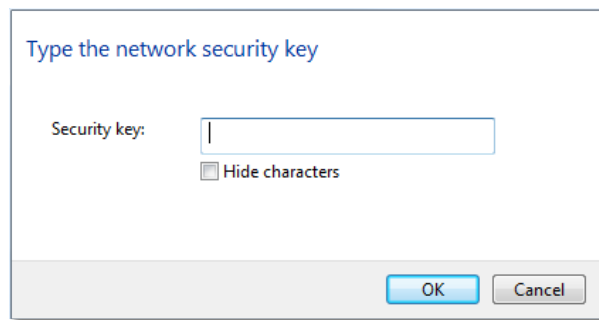 Type the network security key
Security key:
Hide characters
OK
Cancel